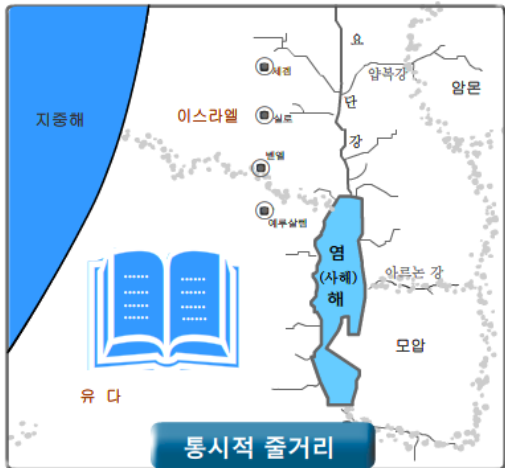 요
단
강
세겜
얍복강
암몬
지중해
이스라엘
실로
벧엘
예루살렘
염
(사해)
해
아르논 강
모압
유 다
통시적 줄거리